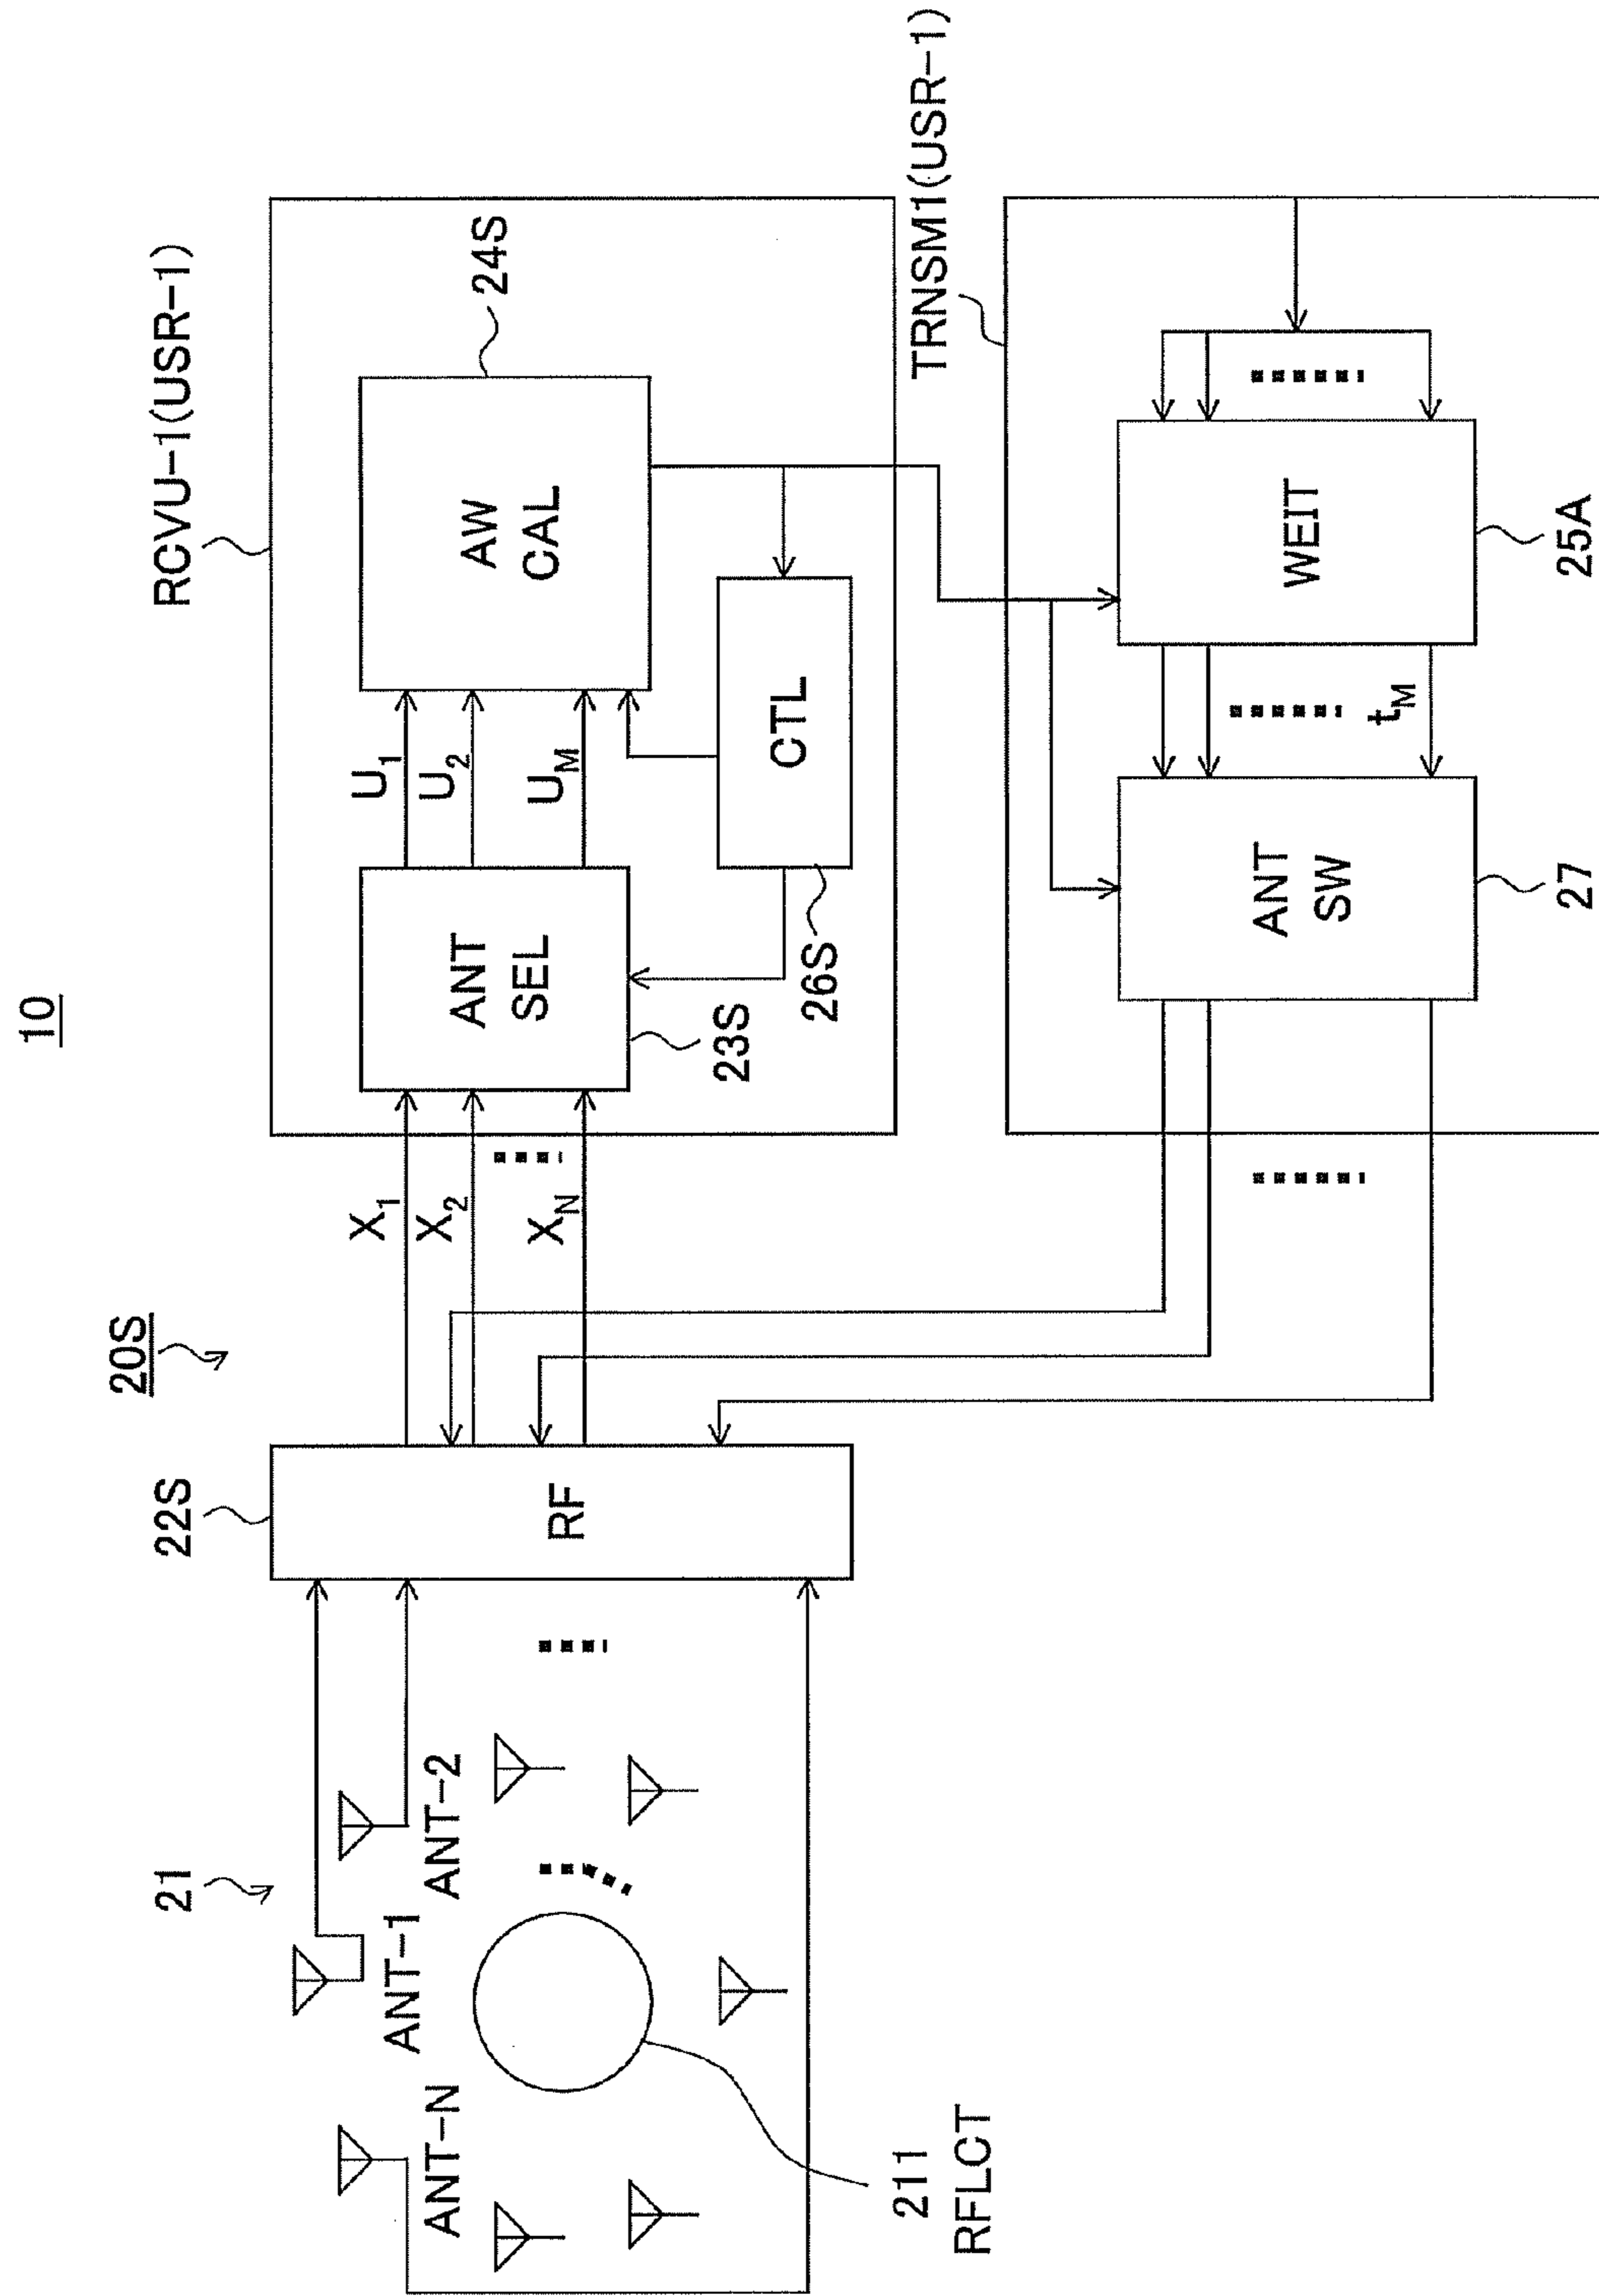 10
20S
RCVU-1(USR-1)
24S
AW
CAL
U1
U2
UM
ANT
SEL
23S
CTL
26S
X1
X2
XN
22S
RF
21
ANT-1
ANT-2
ANT-N
211
RFLCT
TRNSM1(USR-1)
WEIT
25A
tM
ANT
SW
27